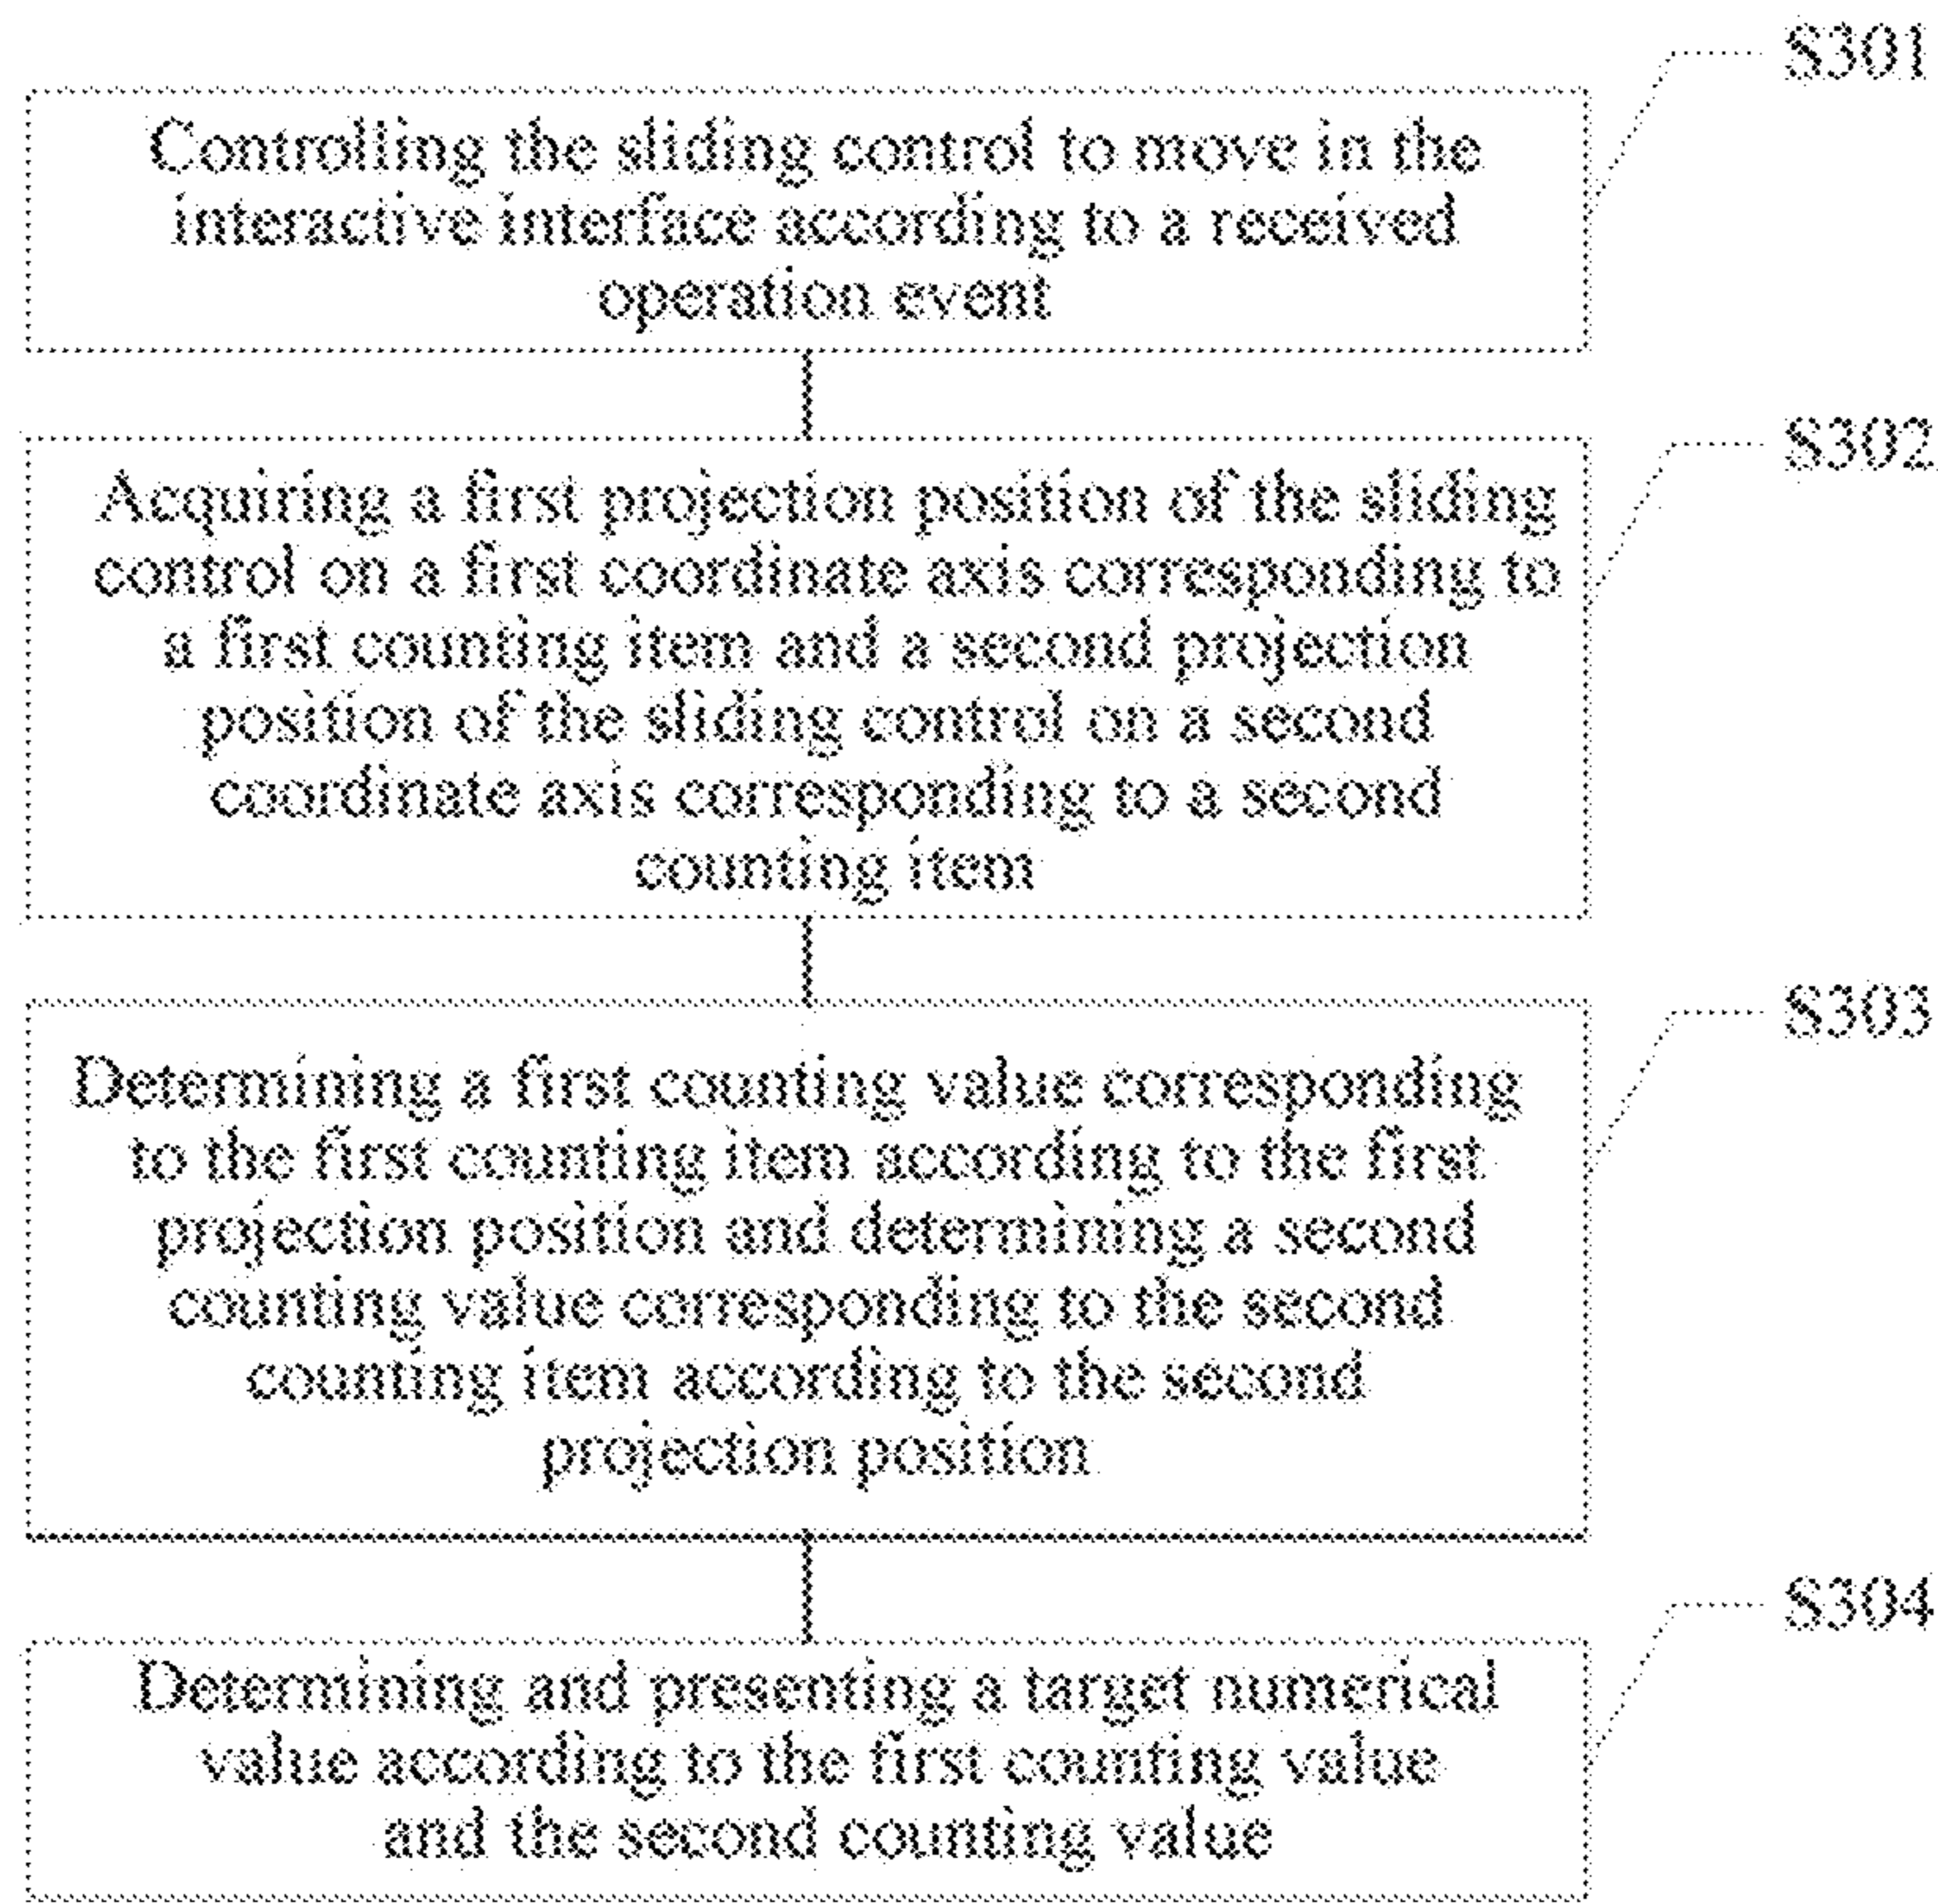 S301
Controlling the sliding control to move in the
interactive interface according to a received
operation event
S302
Acquiring a first projection position of the sliding
control on a first coordinate axis corresponding to
a first counting item and a second projection
position of the sliding control on a second
coordinate axis corresponding to a second
counting item
S303
Determining a first counting value corresponding
to the first counting item according to the first
projection position and determining a second
counting value corresponding to the second
counting item according to the second
projection position
S304
Determining and presenting a target numerical
value according to the first counting value
and the second counting value